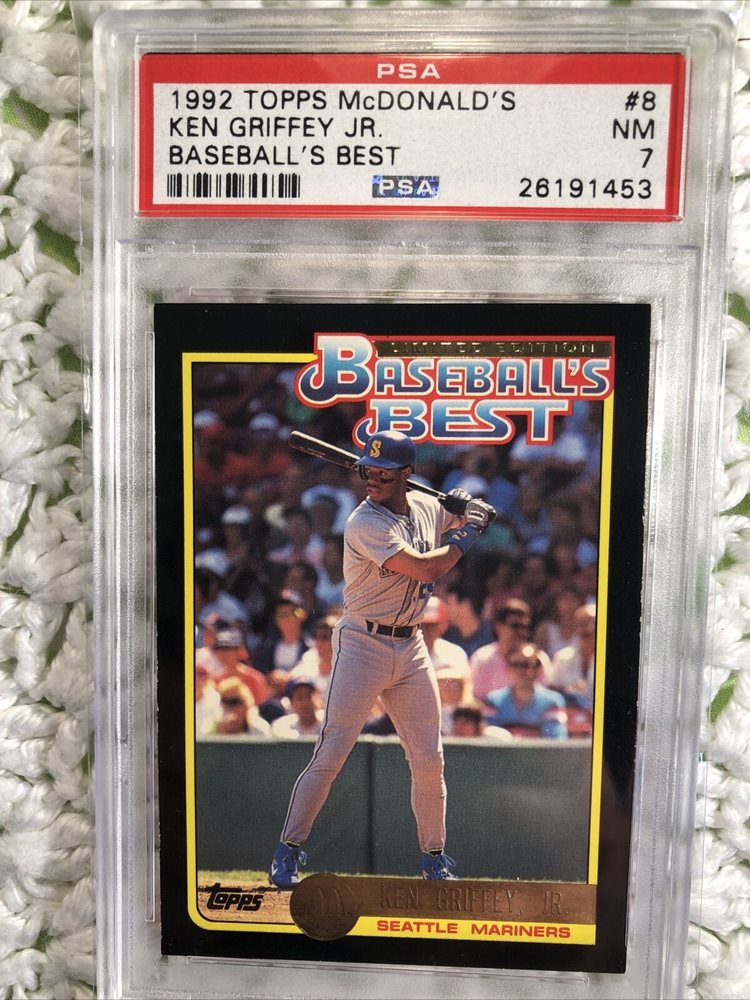 PSA
1992 TOPPS McDONALD'S #8
KEN GRIFFEY JR. NM
BASEBALL'S BEST 7
PSA 26191453
LIMITED EDITION
BASEBALL'S
BEST
S
topps
KEN GRIFFEY, JR.
SEATTLE MARINERS